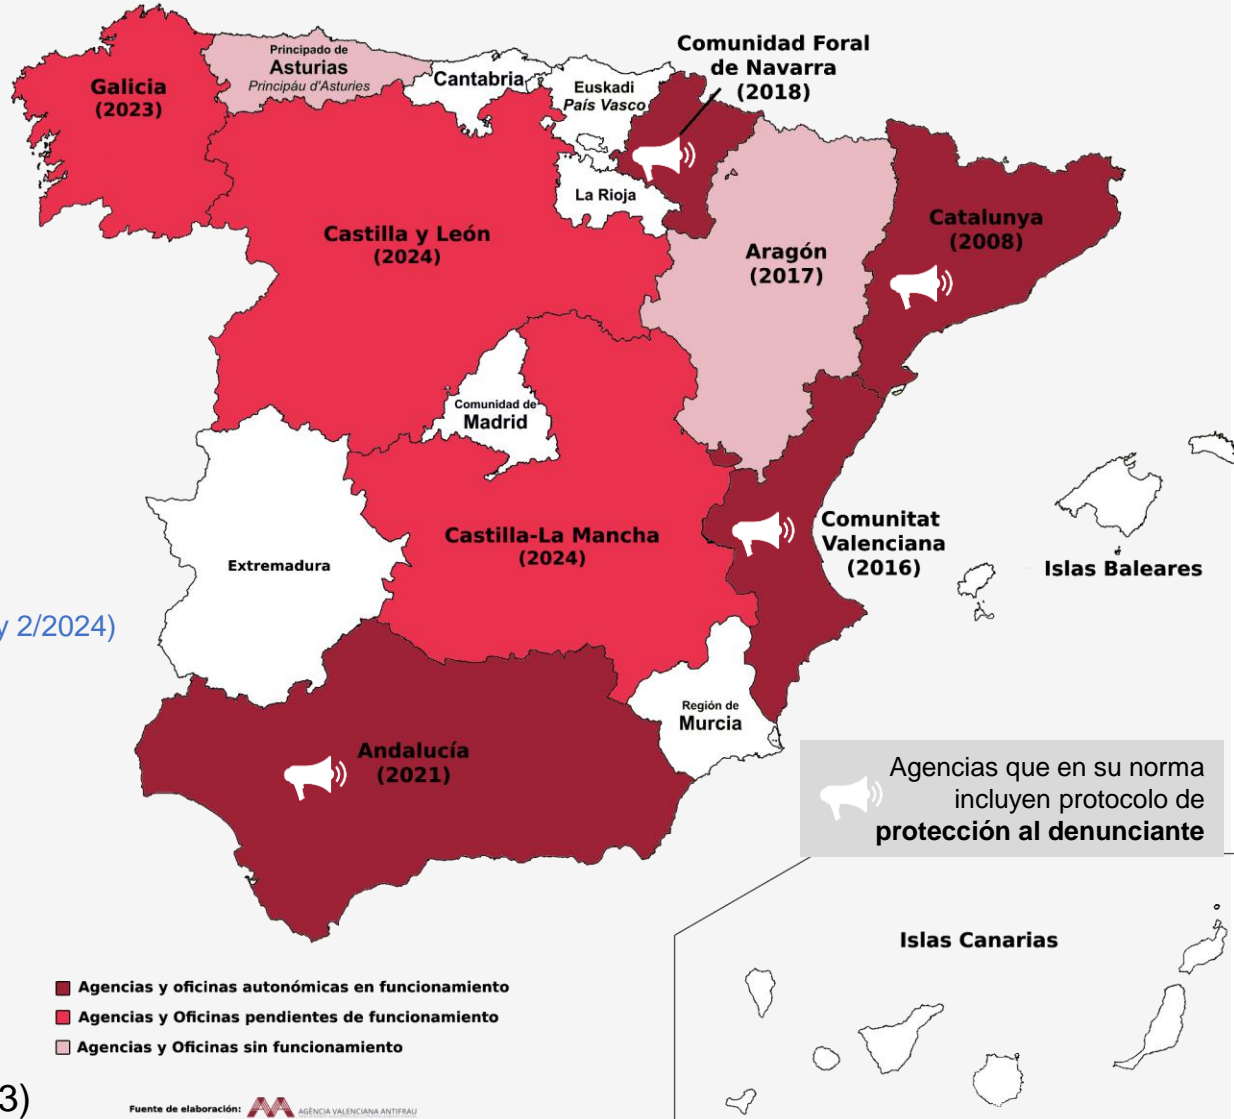 Galicia
(2023)
Principado de
Asturias
Principáu d'Asturies
Cantabria
Euskadi
País Vasco
Comunidad Foral
de Navarra
(2018)
La Rioja
Castilla y León
(2024)
Aragón
(2017)
Catalunya
(2008)
Comunidad de
Madrid
Extremadura
Castilla-La Mancha
(2024)
Comunitat
Valenciana
(2016)
Islas Baleares
y 2/2024)
Región de
Murcia
Andalucía
(2021)
Agencias que en su norma
incluyen protocolo de
protección al denunciante
Islas Canarias
Agencias y oficinas autonómicas en funcionamiento
Agencias y Oficinas pendientes de funcionamiento
Agencias y Oficinas sin funcionamiento
3)
Fuente de elaboración:
AGÈNCIA VALENCIANA ANTIFRAU